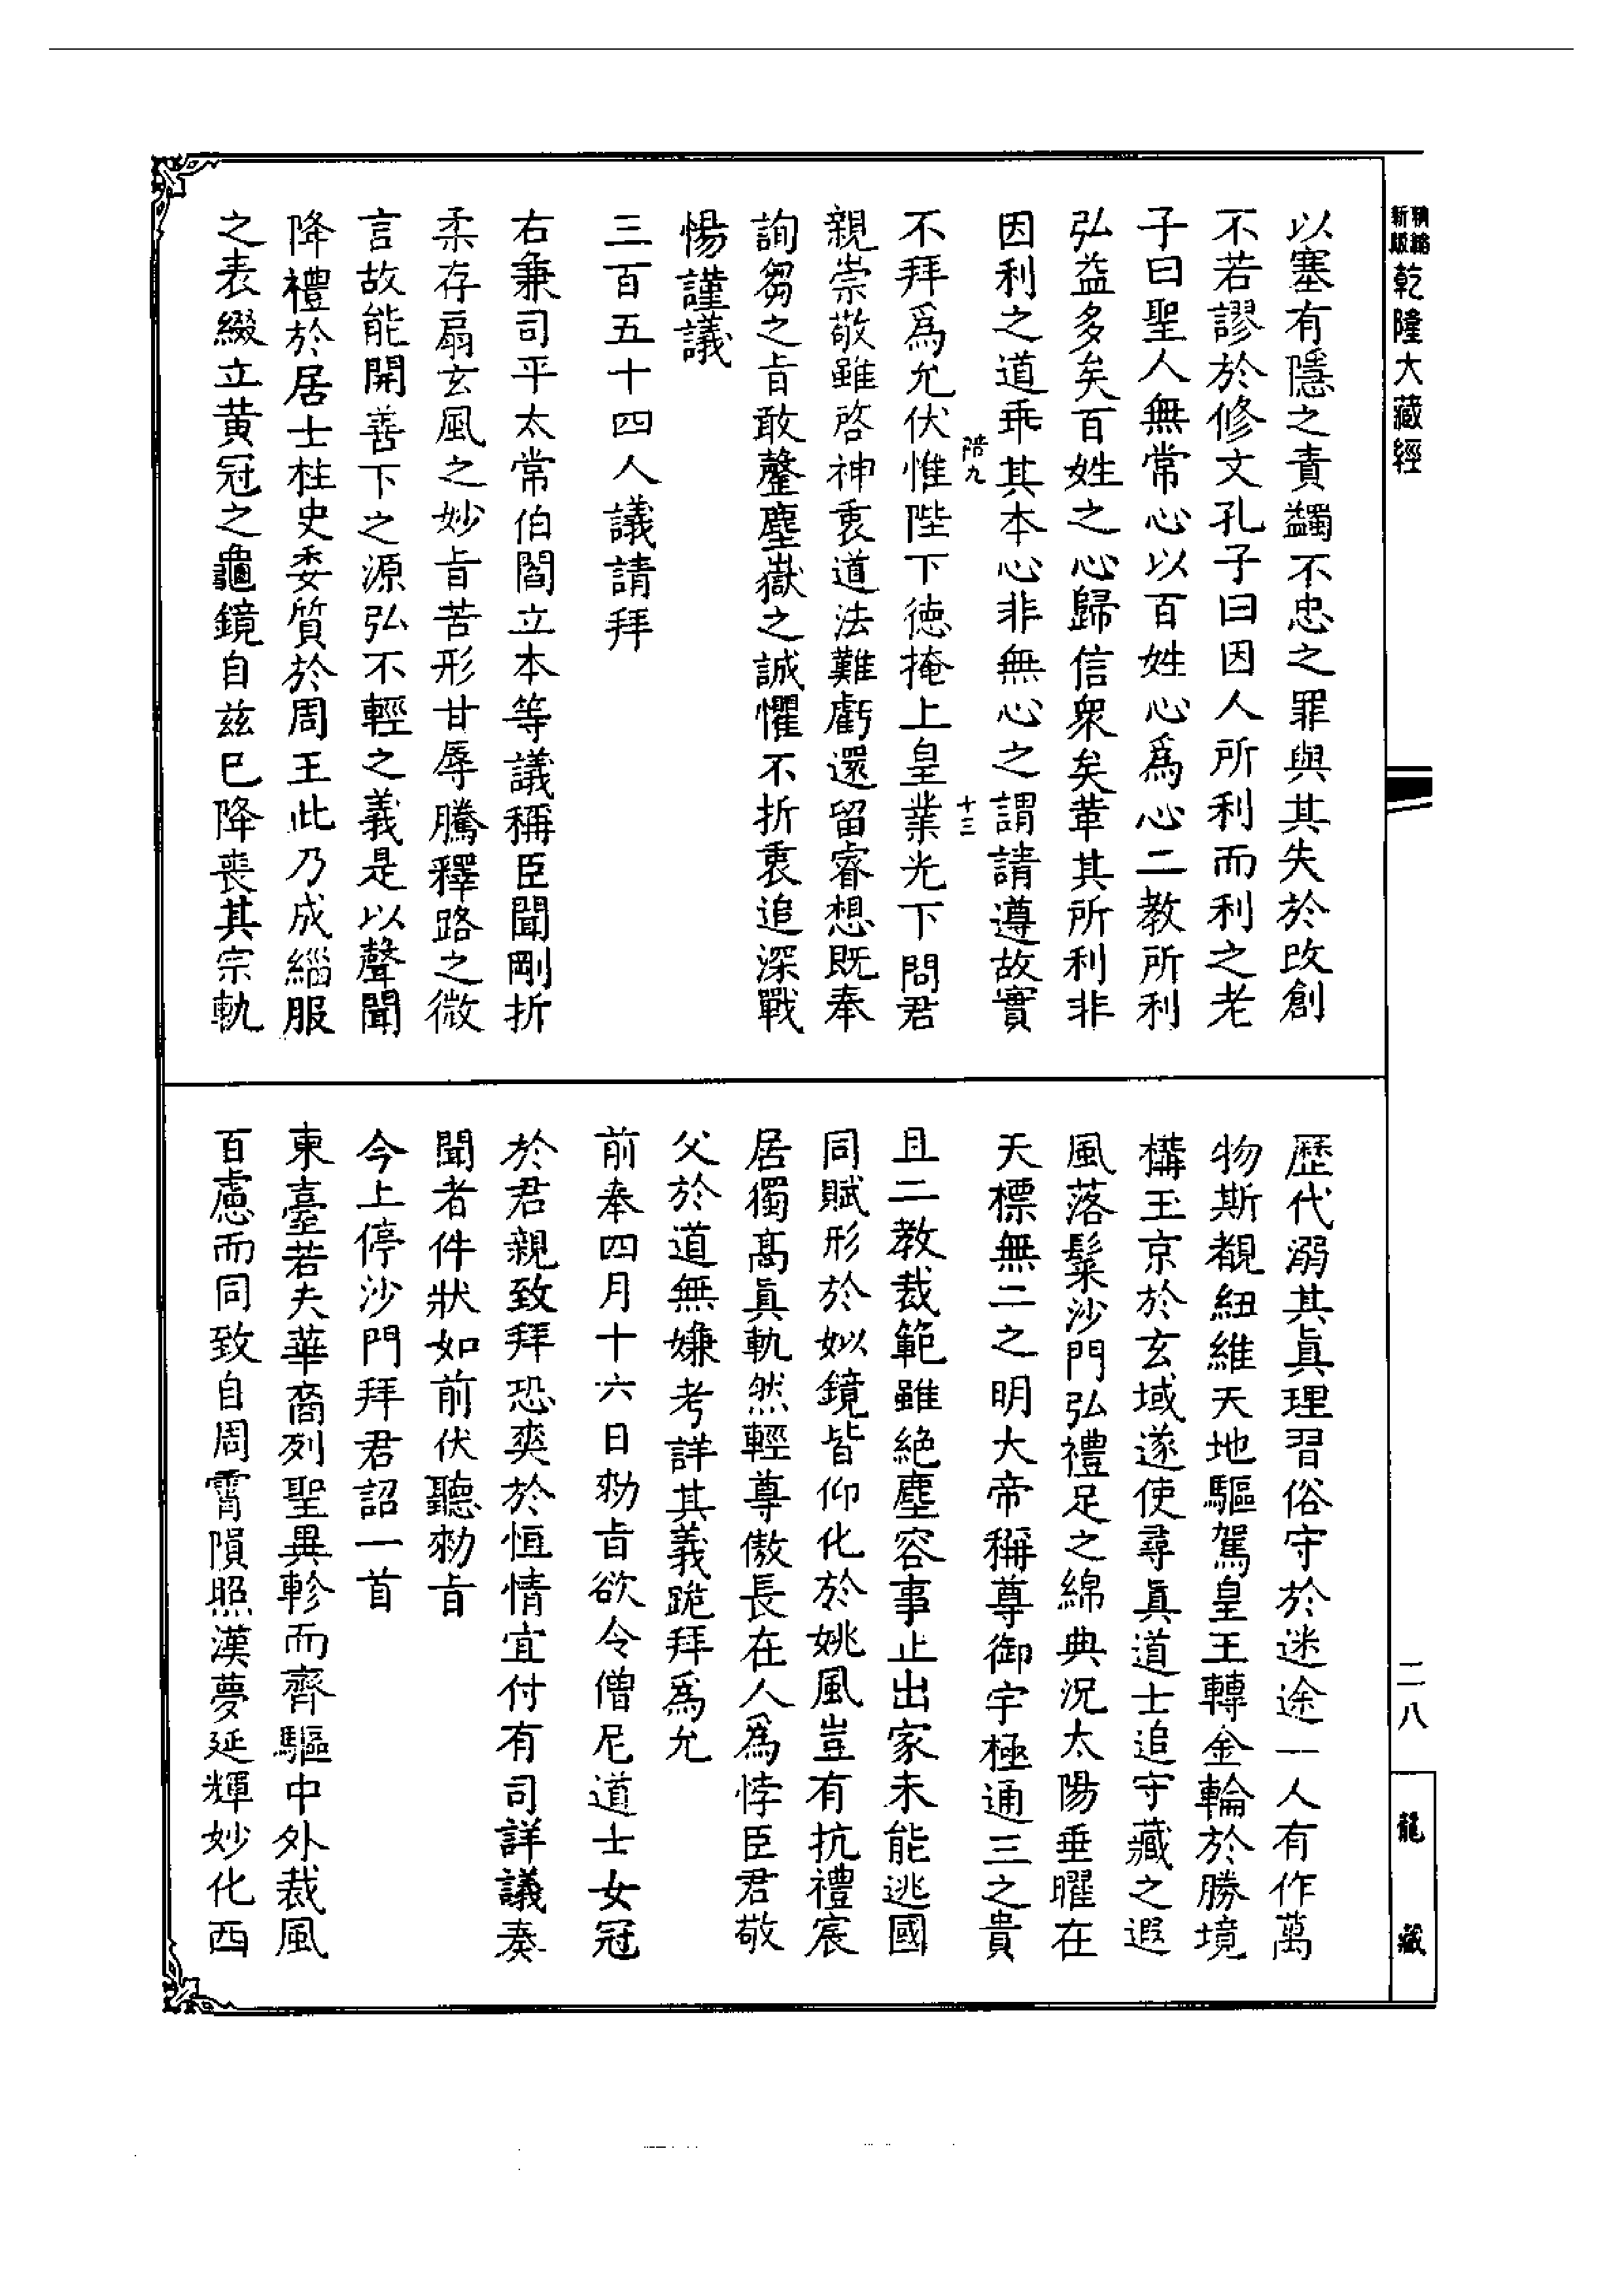 新版
精縮
乾隆大藏經
以塞有隱之責蠲不忠之罪與其失於改創
不若謬於修文孔子曰因人所利而利之老
子曰聖人無常心以百姓心為心二教所利
弘益多矣百姓之心歸信衆矣革其所利非
因利之道乖其本心非無心之謂請遵故實
陪九
十三
不拜為允伏惟陛下德掩上皇業光下問君
親崇敬雖啓神衷道法難虧還留睿想既奉
詢芻之旨敢罄塵嶽之誠懼不折衷追深戰
惕謹議
三百五十四人議請拜
右兼司平太常伯閻立本等議稱臣聞剛折
柔存扇玄風之妙旨苦形甘辱騰釋路之微
言故能開善下之源弘不輕之義是以聲聞
降禮於居士柱史委質於周王此乃成緇服
之表綴立黃冠之龜鏡自兹已降喪其宗軌
歷代溺其眞理習俗守於迷途一人有作萬
物斯覩紐維天地驅駕皇王轉金輪於勝境
構玉京於玄域遂使尋眞道士追守藏之遐
風落髮沙門弘禮足之綿典況太陽垂曜在
天標無二之明大帝稱尊御宇極通三之貴
且二教裁範雖絶塵容事止出家未能逃國
同賦形於姒鏡皆仰化於姚風豈有抗禮宸
居獨髙眞軌然輕尊傲長在人為悖臣君敬
父於道無嫌考詳其義跪拜為允
前奉四月十六日勑旨欲令僧尼道士女冠
於君親致拜恐爽於恒情宜付有司詳議奏
聞者件狀如前伏聽勑旨
今上停沙門拜君詔一首
東臺若夫華裔列聖異軫而齊驅中外裁風
百慮而同致自周霄隕照漢夢延輝妙化西
二八
龍藏